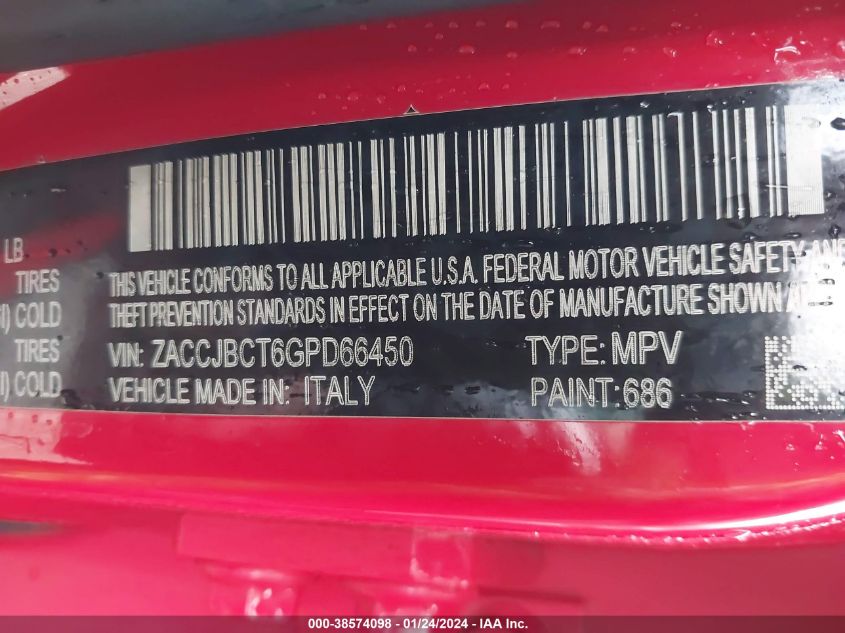 LB
TIRES
COLD
TIRES
COLD
THIS VEHICLE CONFORMS TO ALL APPLICABLE U.S.A. FEDERAL MOTOR VEHICLE SAFETY AND
THEFT PREVENTION STANDARDS IN EFFECT ON THE DATE OF MANUFACTURE SHOWN
VIN: ZACCJBCT6GPD66450 TYPE: MPV
VEHICLE MADE IN: ITALY PAINT: 686
000-38574098 - 01/24/2024 - IAA Inc.